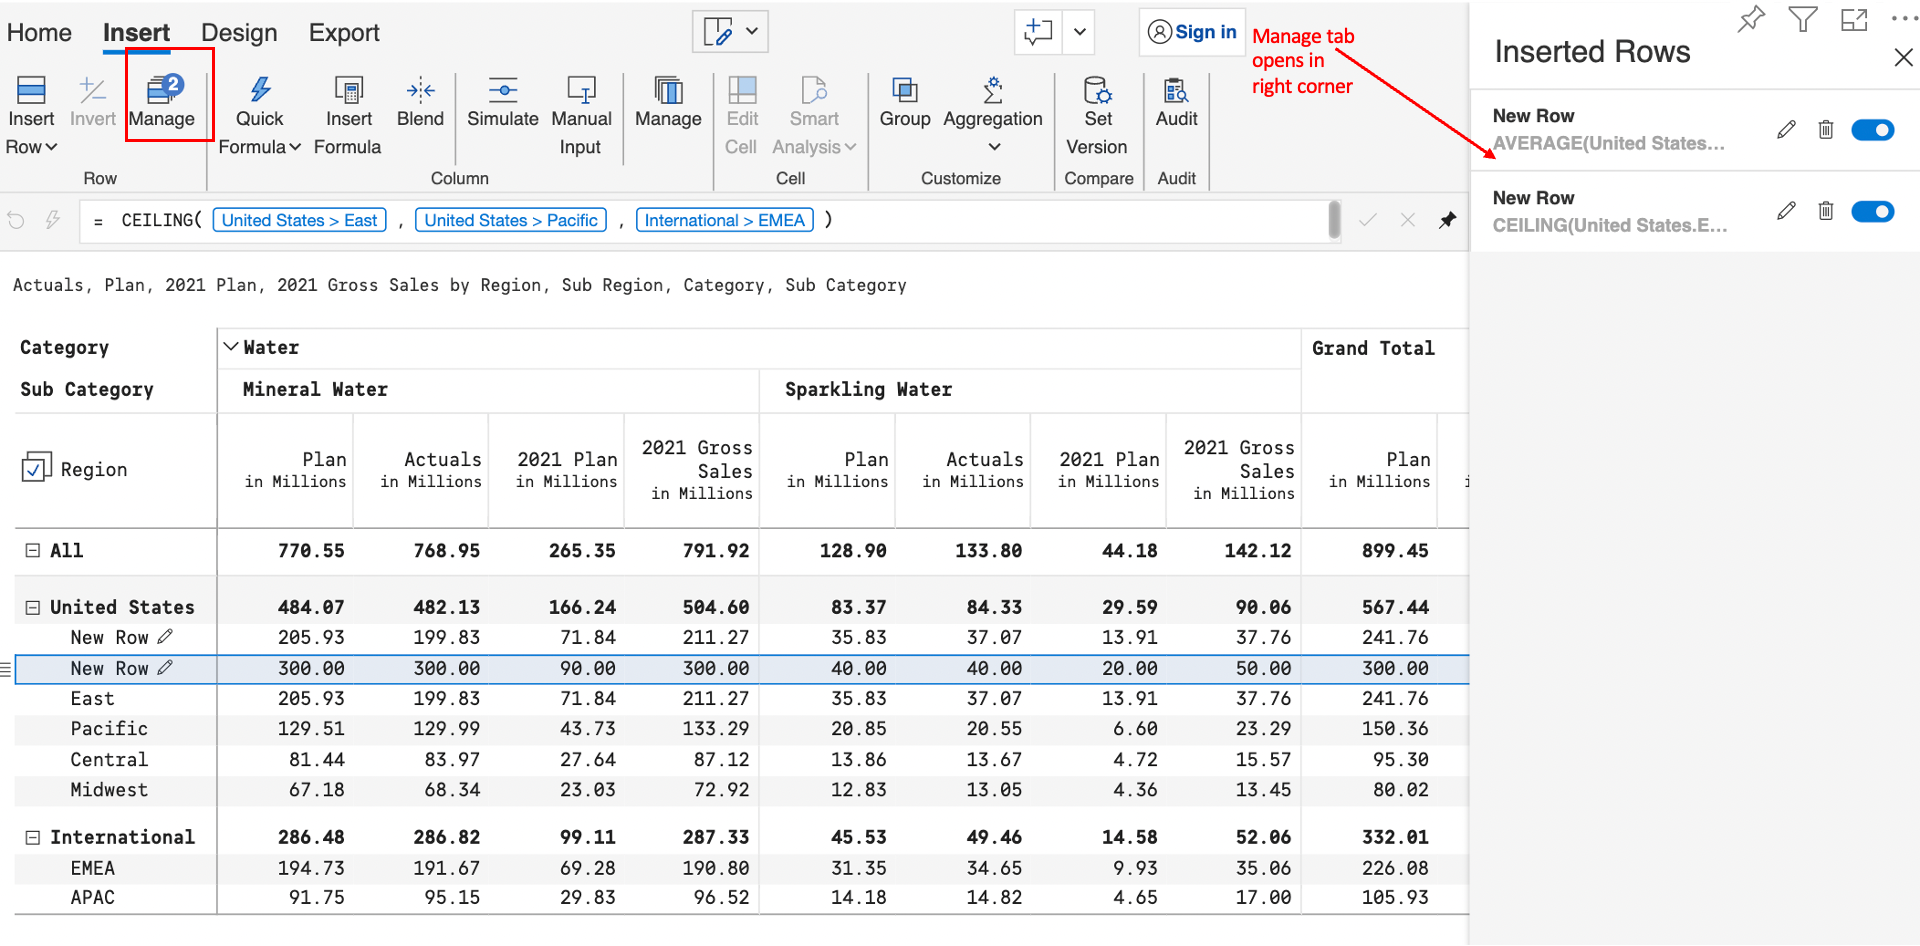 Home Insert Design Export
Sign in
Manage tab
opens in
right corner
Insert
Row
Invert
2
Manage
Quick
Formula
Insert
Formula
Blend
Simulate
Manual
Input
Manage
Edit
Cell
Smart
Analysis
Group
Aggregation
Set
Version
Audit
Row Column Cell Customize Compare Audit
= CEILING( United States > East , United States > Pacific , International > EMEA )
Inserted Rows
New Row
AVERAGE(United States...
New Row
CEILING(United States.E...
Actuals, Plan, 2021 Plan, 2021 Gross Sales by Region, Sub Region, Category, Sub Category
Category Water Grand Total
Sub Category Mineral Water Sparkling Water
Region
Plan
in Millions
Actuals
in Millions
2021 Plan
in Millions
2021 Gross
Sales
in Millions
Plan
in Millions
Actuals
in Millions
2021 Plan
in Millions
2021 Gross
Sales
in Millions
Plan
in Millions
All 770.55 768.95 265.35 791.92 128.90 133.80 44.18 142.12 899.45
United States 484.07 482.13 166.24 504.60 83.37 84.33 29.59 90.06 567.44
New Row 205.93 199.83 71.84 211.27 35.83 37.07 13.91 37.76 241.76
New Row 300.00 300.00 90.00 300.00 40.00 40.00 20.00 50.00 300.00
East 205.93 199.83 71.84 211.27 35.83 37.07 13.91 37.76 241.76
Pacific 129.51 129.99 43.73 133.29 20.85 20.55 6.60 23.29 150.36
Central 81.44 83.97 27.64 87.12 13.86 13.67 4.72 15.57 95.30
Midwest 67.18 68.34 23.03 72.92 12.83 13.05 4.36 13.45 80.02
International 286.48 286.82 99.11 287.33 45.53 49.46 14.58 52.06 332.01
EMEA 194.73 191.67 69.28 190.80 31.35 34.65 9.93 35.06 226.08
APAC 91.75 95.15 29.83 96.52 14.18 14.82 4.65 17.00 105.93